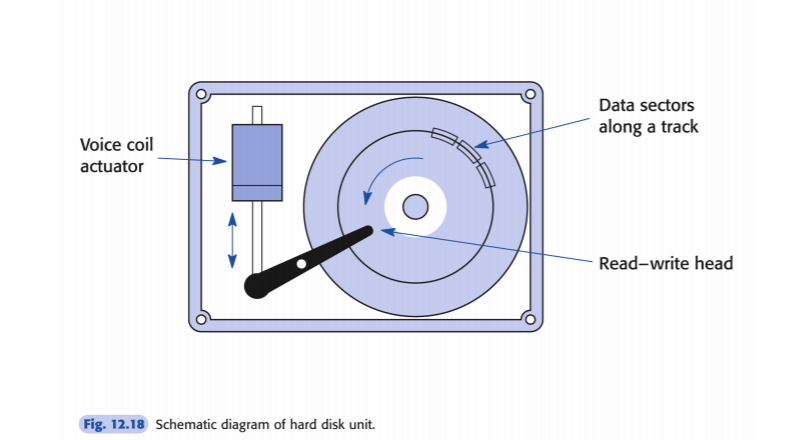 Data sectors
along a track
Voice coil
actuator
Read–write head
Fig. 12.18 Schematic diagram of hard disk unit.